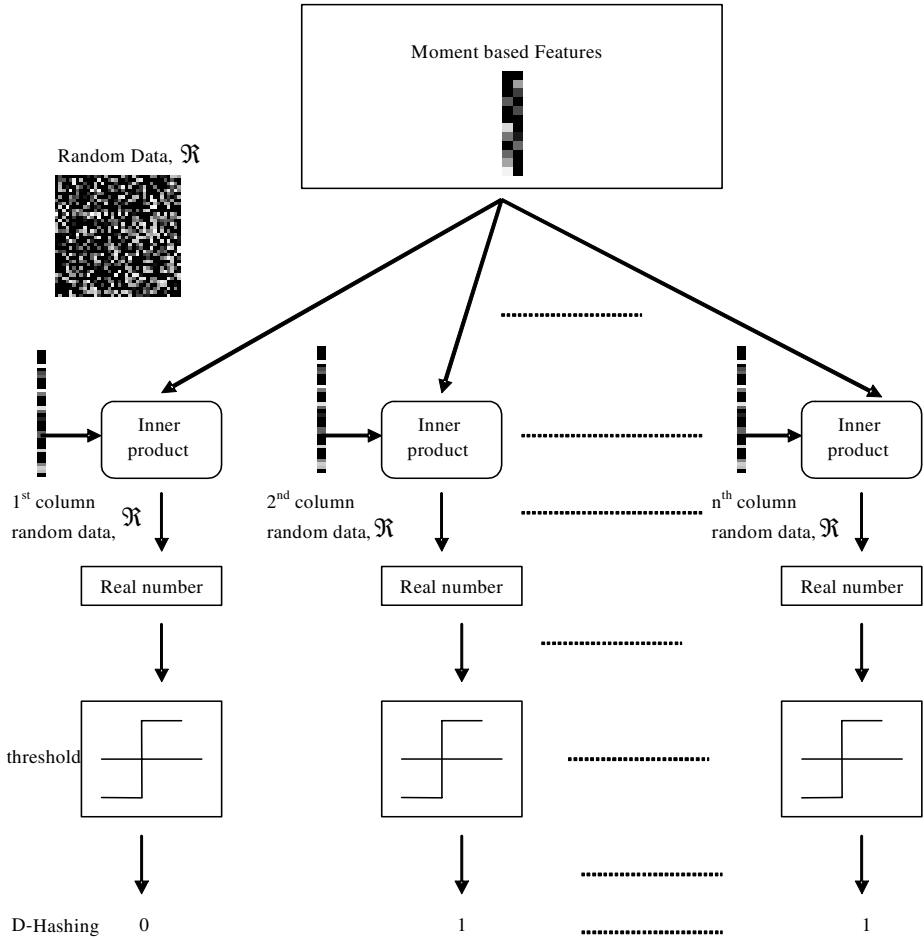 Moment based Features
Random Data, ℜ
Inner
product
Inner
product
Inner
product
1st column
random data, ℜ
2nd column
random data, ℜ
nth column
random data, ℜ
Real number
Real number
Real number
threshold
D-Hashing 0 1 1